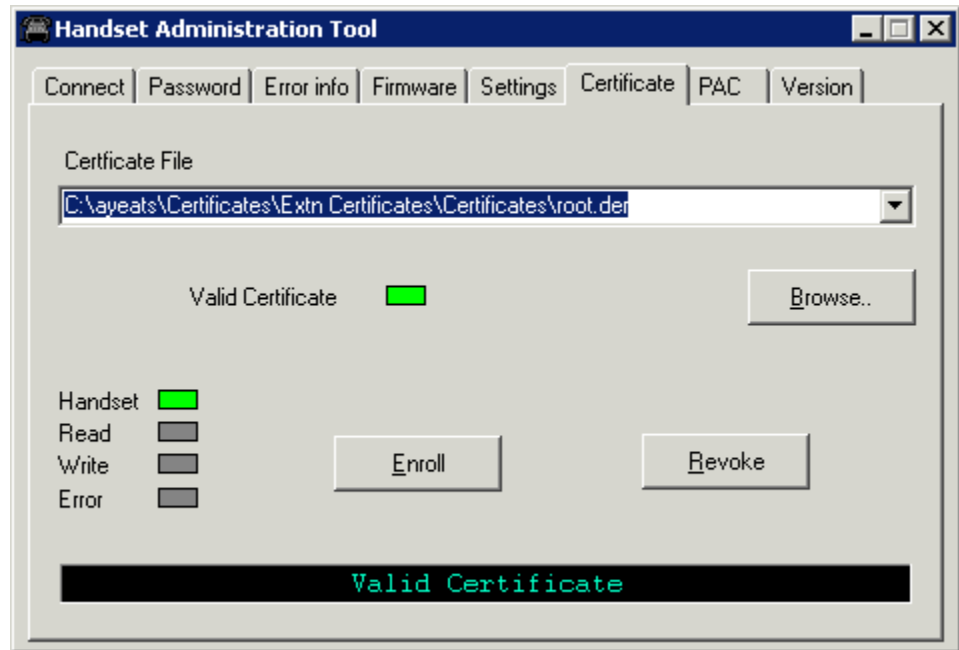 Handset Administration Tool
Connect Password Error info Firmware Settings Certificate PAC Version
Certficate File
C:\ayeats\Certificates\Extn Certificates\Certificates\root.der
Valid Certificate
Browse..
Handset
Read
Write
Error
Enroll
Revoke
Valid Certificate